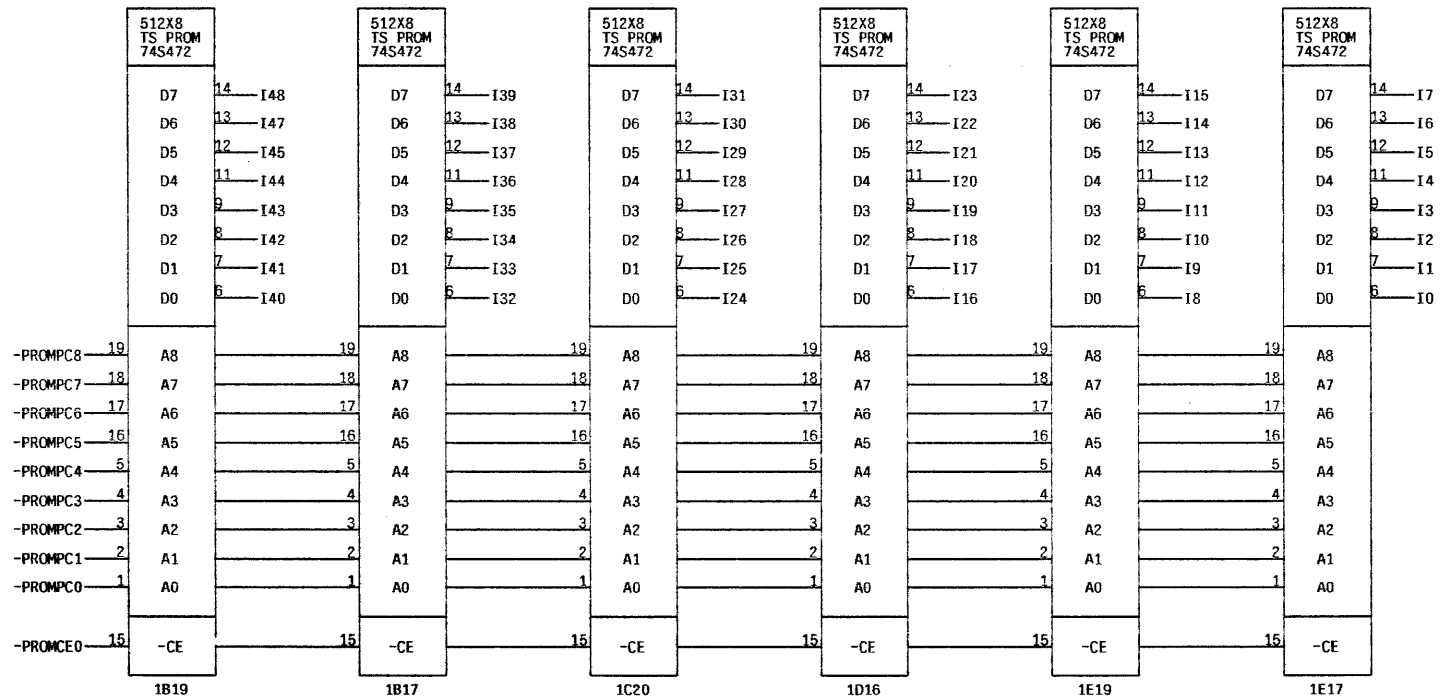 512X8 512X8 512X8 512X8 512X8 512X8
TS PROM TS PROM TS PROM TS PROM TS PROM TS PROM
74S472 74S472 74S472 74S472 74S472 74S472
D7 14 I48 D7 14 I39 D7 14 I31 D7 14 I23 D7 14 I15 D7 14 I7
D6 13 I47 D6 13 I38 D6 13 I30 D6 13 I22 D6 13 I14 D6 13 I6
D5 12 I45 D5 12 I37 D5 12 I29 D5 12 I21 D5 12 I13 D5 12 I5
D4 11 I44 D4 11 I36 D4 11 I28 D4 11 I20 D4 11 I12 D4 11 I4
D3 9 I43 D3 9 I35 D3 9 I27 D3 9 I19 D3 9 I11 D3 9 I3
D2 8 I42 D2 8 I34 D2 8 I26 D2 8 I18 D2 8 I10 D2 8 I2
D1 7 I41 D1 7 I33 D1 7 I25 D1 7 I17 D1 7 I9 D1 7 I1
D0 6 I40 D0 6 I32 D0 6 I24 D0 6 I16 D0 6 I8 D0 6 I0
-PROMPC8 19 A8 19 A8 19 A8 19 A8 19 A8 19 A8
-PROMPC7 18 A7 18 A7 18 A7 18 A7 18 A7 18 A7
-PROMPC6 17 A6 17 A6 17 A6 17 A6 17 A6 17 A6
-PROMPC5 16 A5 16 A5 16 A5 16 A5 16 A5 16 A5
-PROMPC4 5 A4 5 A4 5 A4 5 A4 5 A4 5 A4
-PROMPC3 4 A3 4 A3 4 A3 4 A3 4 A3 4 A3
-PROMPC2 3 A2 3 A2 3 A2 3 A2 3 A2 3 A2
-PROMPC1 2 A1 2 A1 2 A1 2 A1 2 A1 2 A1
-PROMPC0 1 A0 1 A0 1 A0 1 A0 1 A0 1 A0
-PROMCE0 15 -CE 15 -CE 15 -CE 15 -CE 15 -CE 15 -CE
1B19 1B17 1C20 1D16 1E19 1E17